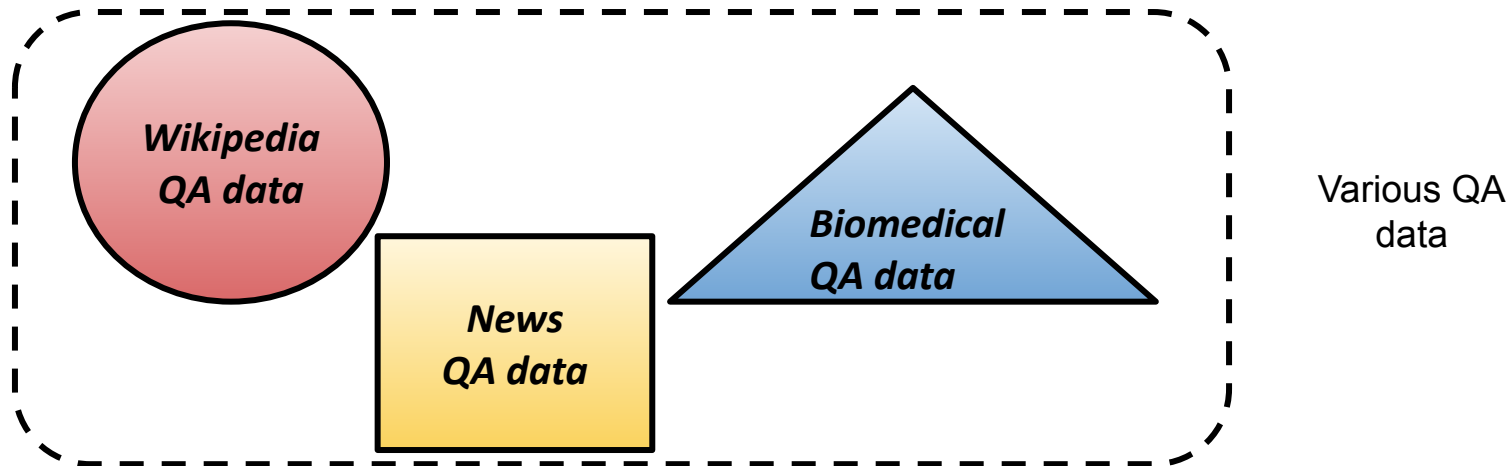 Wikipedia
QA data
News
QA data
Biomedical
QA data
Various QA
data